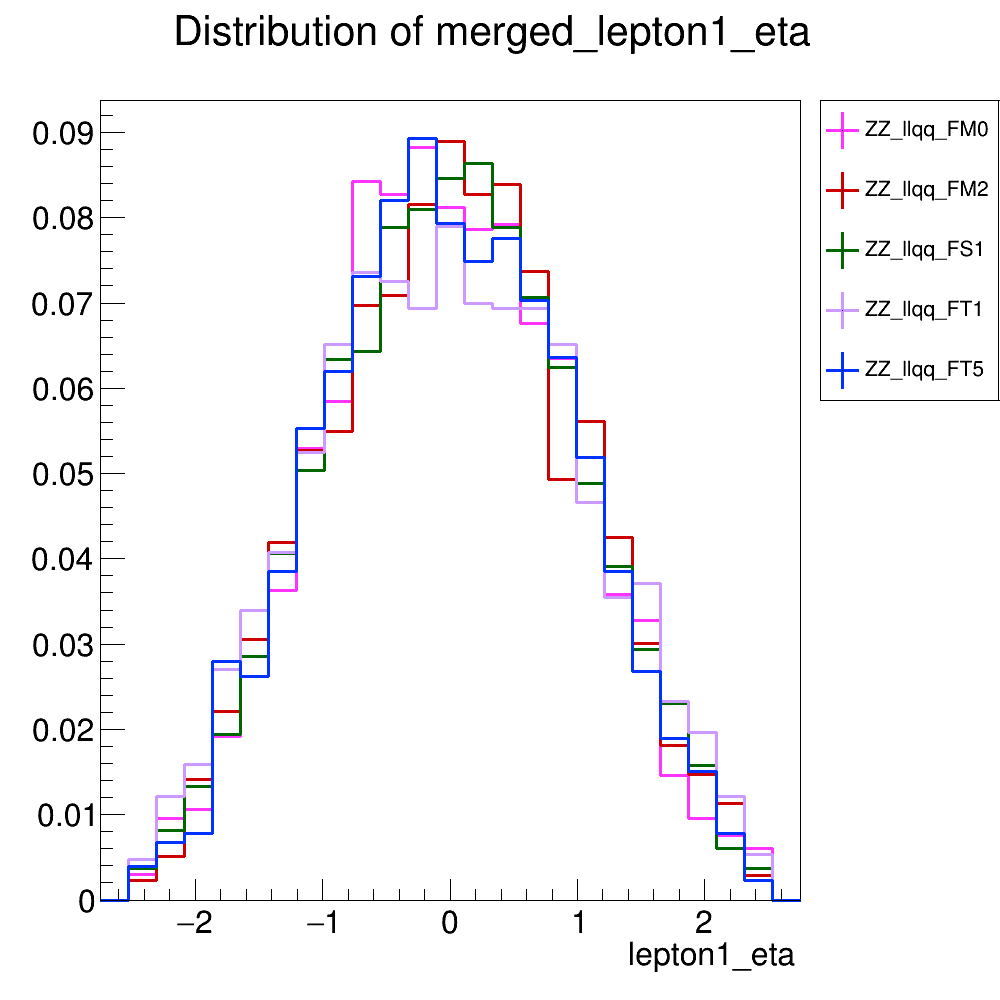 Distribution of merged_lepton1_eta
0.09
0.08
0.07
0.06
0.05
0.04
0.03
0.02
0.01
0
−2
−1
0
1
2
lepton1_eta
ZZ_llqq_FM0
ZZ_llqq_FM2
ZZ_llqq_FS1
ZZ_llqq_FT1
ZZ_llqq_FT5